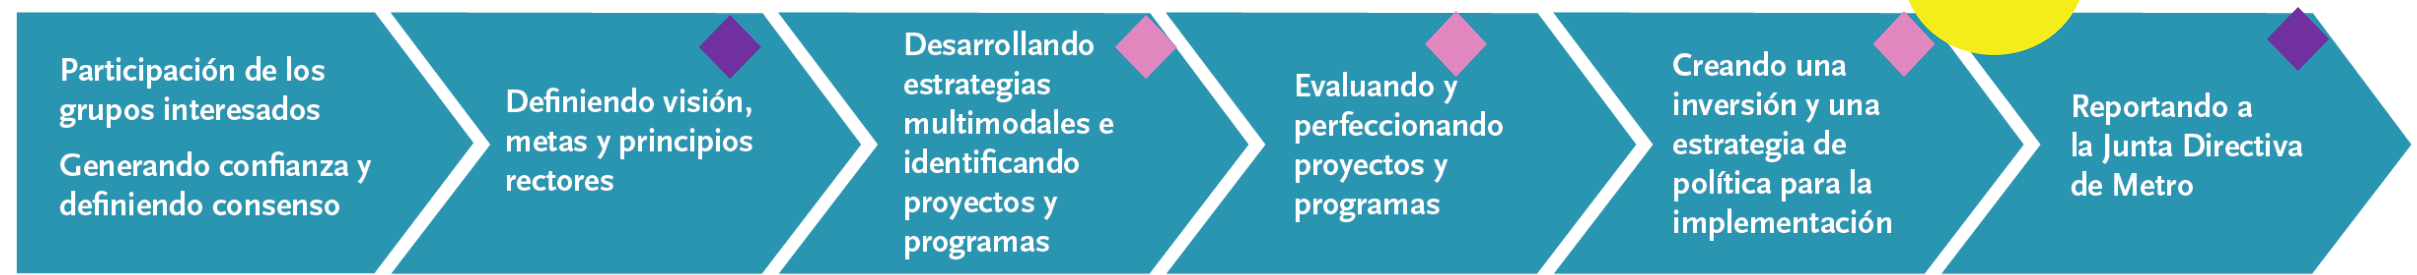 Participación de los
grupos interesados
Generando confianza y
definiendo consenso
Definiendo visión,
metas y principios
rectores
Desarrollando
estrategias
multimodales e
identificando
proyectos y
programas
Evaluando y
perfeccionando
proyectos y
programas
Creando una
inversión y una
estrategia de
política para la
implementación
Reportando a
la Junta Directiva
de Metro